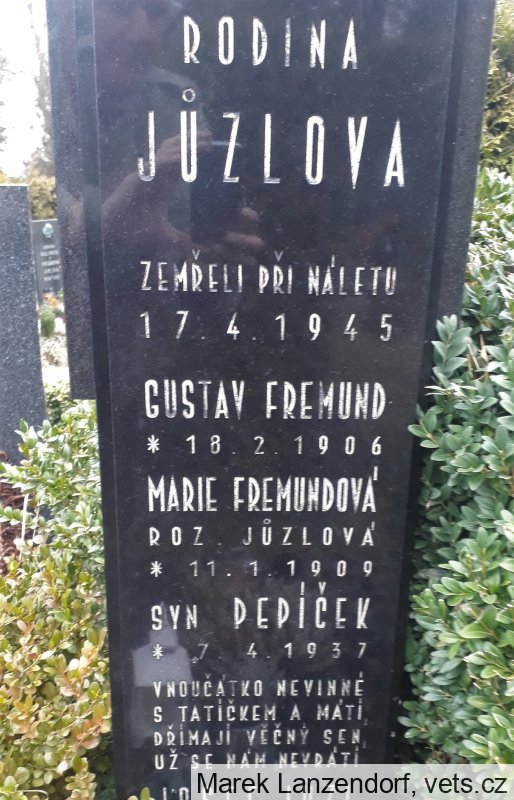 RODINA
JŮZLOVA
ZEMŘELI PŘI NÁLETU
17.4.1945
GUSTAV FREMUND
* 18.2.1906
MARIE FREMUNDOVÁ
ROZ. JŮZLOVÁ
* 11.1.1909
SYN PEPÍČEK
* 7.4.1937
VNOUČÁTKO NEVINNÉ
S TATÍČKEM A MÁTÍ,
DŘÍMAJÍ VĚČNÝ SEN,
UŽ SE NÁM NEVRÁTÍ.
Marek Lanzendorf, vets.cz